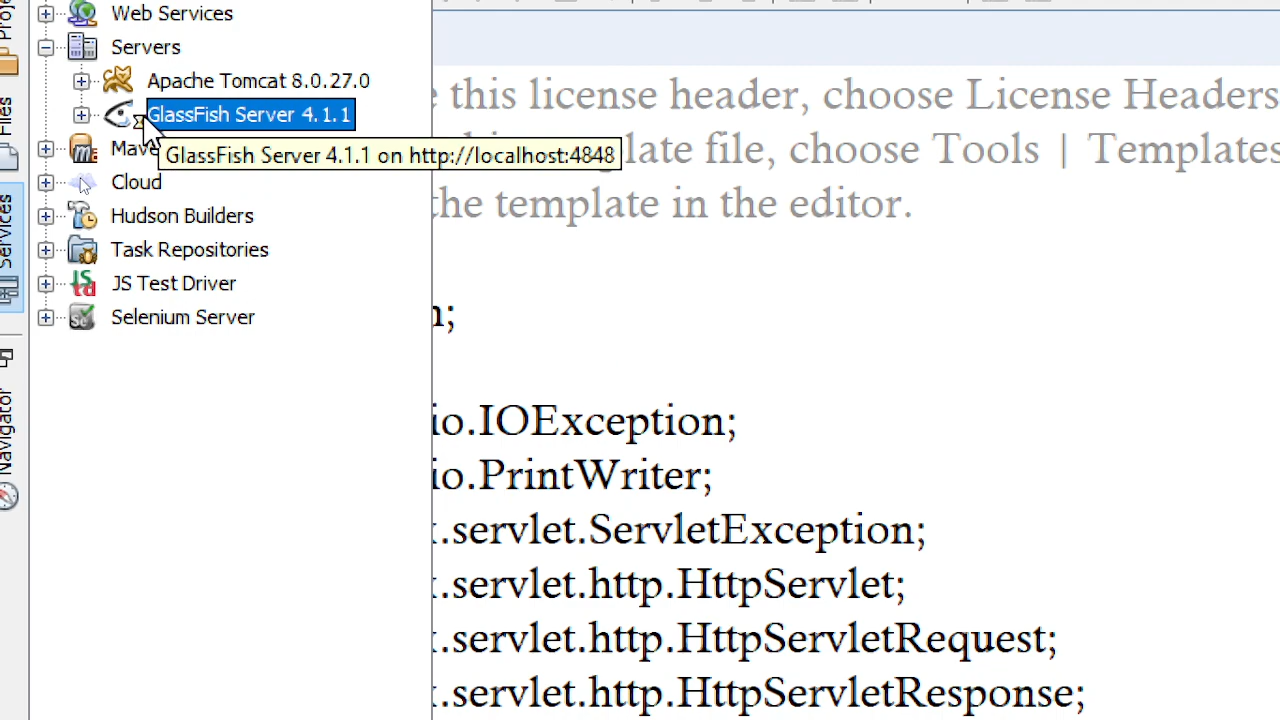 Web Services
Servers
Apache Tomcat 8.0.27.0
GlassFish Server 4.1.1
GlassFish Server 4.1.1 on http://localhost:4848
Cloud
Hudson Builders
Task Repositories
JS Test Driver
Selenium Server
Files
Services
Navigator
this license header, choose License Headers
late file, choose Tools | Templates
the template in the editor.
n;
io.IOException;
io.PrintWriter;
.servlet.ServletException;
.servlet.http.HttpServlet;
.servlet.http.HttpServletRequest;
.servlet.http.HttpServletResponse;